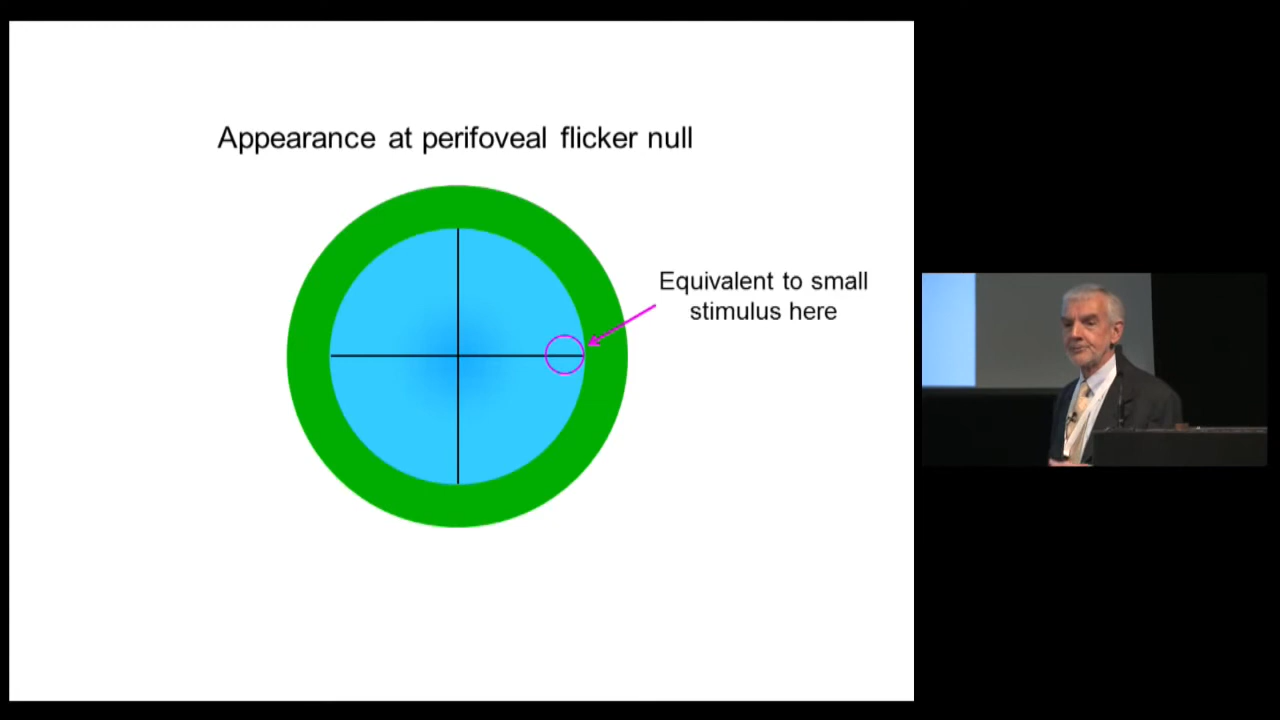 Appearance at perifoveal flicker null
Equivalent to small
stimulus here